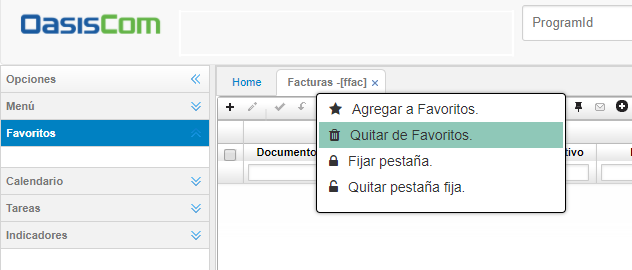 OasisCom
ProgramId
Opciones
Menú
Favoritos
Calendario
Tareas
Indicadores
Home
Facturas -[ffac] ×
Agregar a Favoritos.
Quitar de Favoritos.
Fijar pestaña.
Quitar pestaña fija.
Documento
tivo